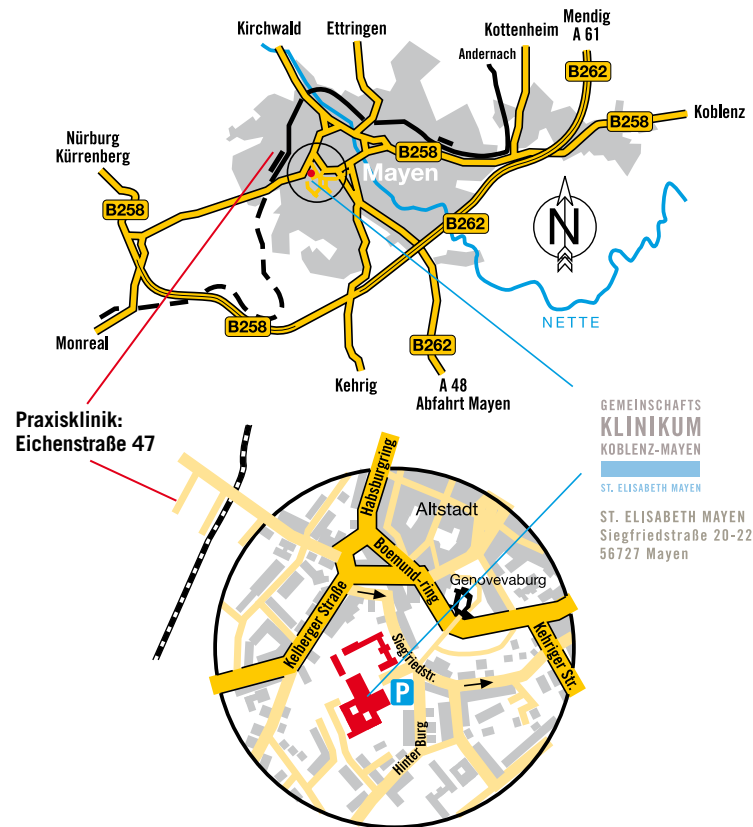 Kirchwald
Ettringen
Kottenheim
Mendig
A 61
Andernach
B262
Koblenz
B258
Nürburg
Kürrenberg
B258
Mayen
B262
N
B258
NETTE
Monreal
B262
Kehrig
A 48
Abfahrt Mayen
Praxisklinik:
Eichenstraße 47
GEMEINSCHAFTS
KLINIKUM
KOBLENZ-MAYEN
ST. ELISABETH MAYEN
ST. ELISABETH MAYEN
Siegfriedstraße 20-22
56727 Mayen
Habsburgring
Altstadt
Boemund-ring
Genovevaburg
Kelberger Straße
Siegfriedstr.
Kehriger Str.
P
Hinter Burg